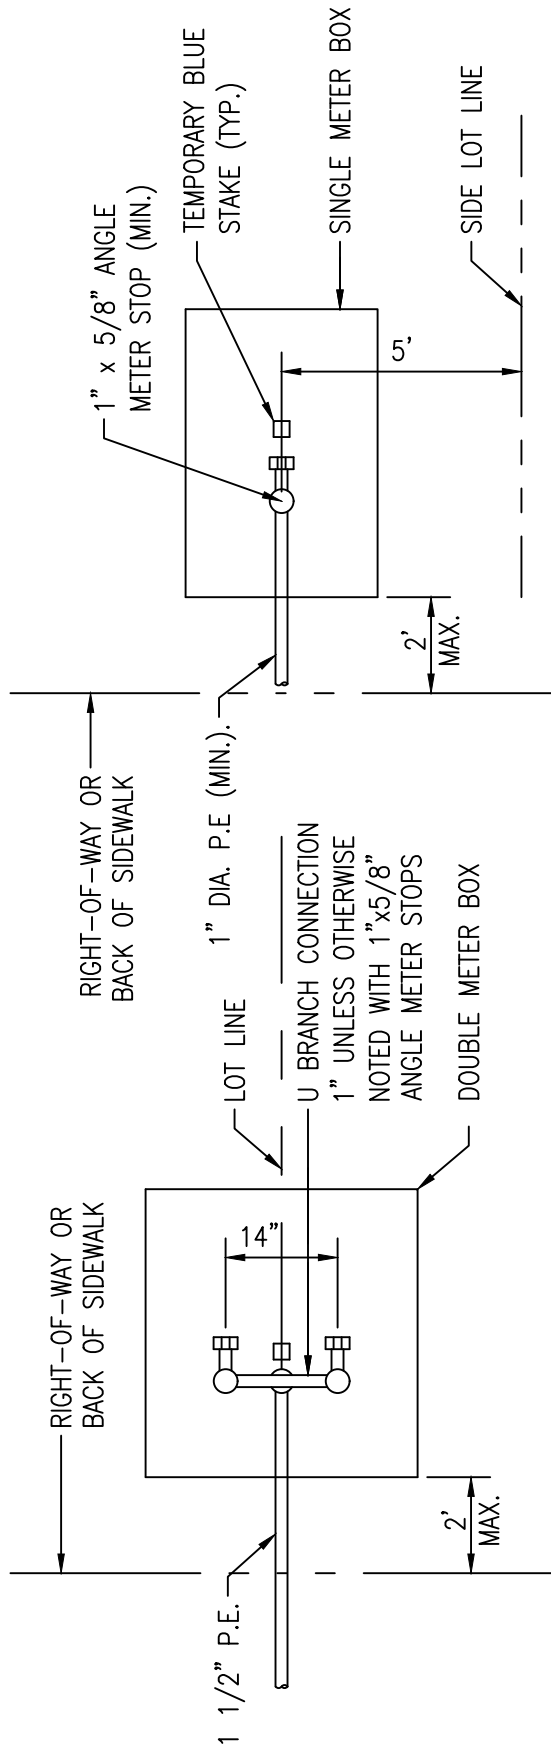 RIGHT-OF-WAY OR
BACK OF SIDEWALK
1 1/2" P.E.
2'
MAX.
14"
LOT LINE
U BRANCH CONNECTION
1" UNLESS OTHERWISE
NOTED WITH 1"x5/8"
ANGLE METER STOPS
DOUBLE METER BOX
RIGHT-OF-WAY OR
BACK OF SIDEWALK
1" DIA. P.E (MIN.).
2'
MAX.
1" x 5/8" ANGLE
METER STOP (MIN.)
TEMPORARY BLUE
STAKE (TYP.)
SINGLE METER BOX
5'
SIDE LOT LINE